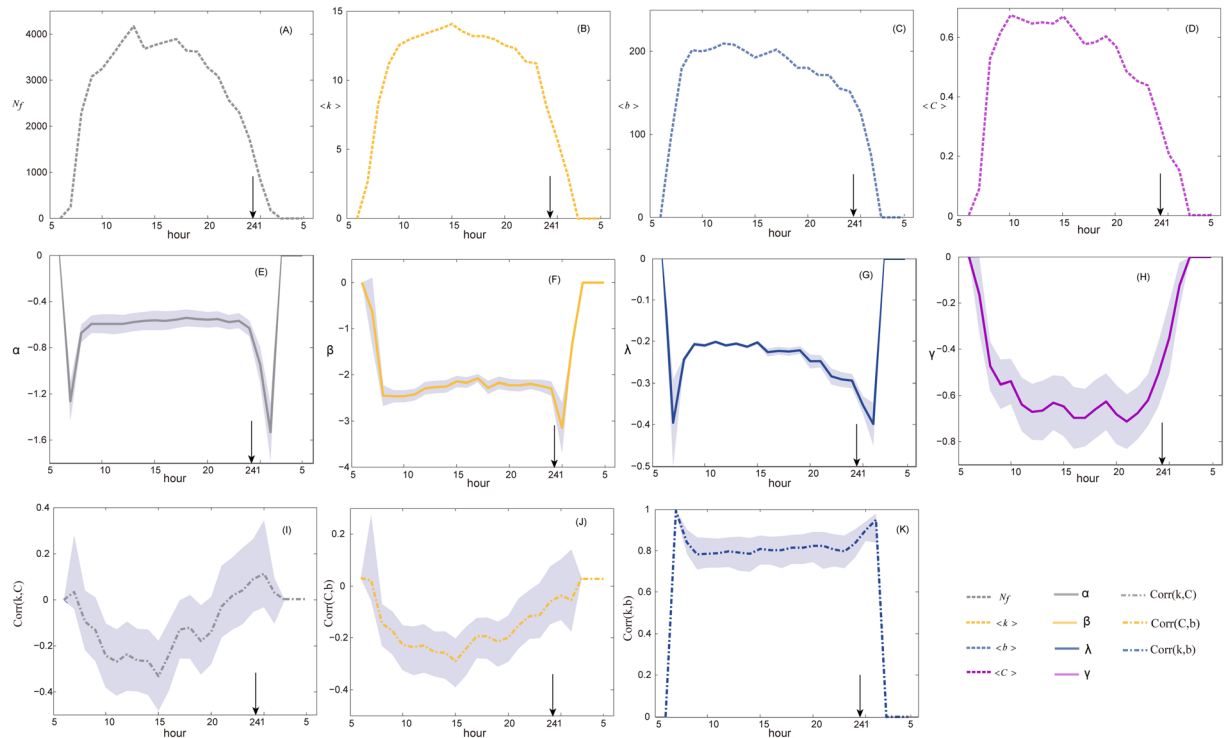 (A)
4000
3000
2000
1000
0
Nf
5 10 15 20 241 5
hour
(B)
15
10
5
0
<k>
5 10 15 20 241 5
hour
(C)
200
100
0
<b>
5 10 15 20 241 5
hour
(D)
0.6
0.4
0.2
0
<C>
5 10 15 20 241 5
hour
(E)
0
−0.4
−0.8
−1.2
−1.6
α
5 10 15 20 241 5
hour
(F)
0
−1
−2
−3
−4
β
5 10 15 20 241 5
hour
(G)
0
−0.1
−0.2
−0.3
−0.4
−0.5
λ
5 10 15 20 241 5
hour
(H)
0
−0.2
−0.4
−0.6
−0.8
γ
5 10 15 20 241 5
hour
(I)
0.4
0.2
0
−0.2
−0.4
Corr(k,C)
5 10 15 20 241 5
hour
(J)
0.2
0
−0.2
−0.4
Corr(C,b)
5 10 15 20 241 5
hour
(K)
1
0.8
0.6
0.4
0.2
0
Corr(k,b)
5 10 15 20 241 5
hour
Nf α Corr(k,C)
<k> β Corr(C,b)
<b> λ Corr(k,b)
<C> γ